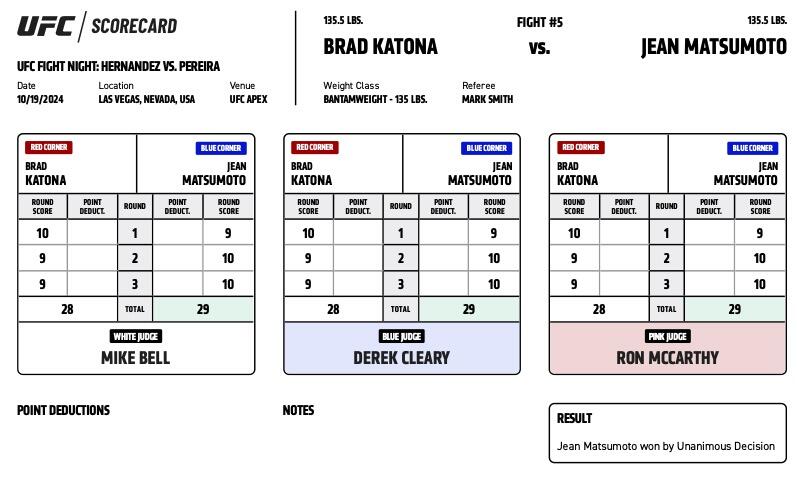 UFC / SCORECARD
UFC FIGHT NIGHT: HERNANDEZ VS. PEREIRA
Date Location Venue
10/19/2024 LAS VEGAS, NEVADA, USA UFC APEX
135.5 LBS. FIGHT #5 135.5 LBS.
BRAD KATONA vs. JEAN MATSUMOTO
Weight Class Referee
BANTAMWEIGHT - 135 LBS. MARK SMITH
RED CORNER BLUE CORNER
BRAD JEAN
KATONA MATSUMOTO
ROUND POINT ROUND POINT ROUND
SCORE DEDUCT. DEDUCT. SCORE
10 1 9
9 2 10
9 3 10
28 TOTAL 29
WHITE JUDGE
MIKE BELL
RED CORNER BLUE CORNER
BRAD JEAN
KATONA MATSUMOTO
ROUND POINT ROUND POINT ROUND
SCORE DEDUCT. DEDUCT. SCORE
10 1 9
9 2 10
9 3 10
28 TOTAL 29
BLUE JUDGE
DEREK CLEARY
RED CORNER BLUE CORNER
BRAD JEAN
KATONA MATSUMOTO
ROUND POINT ROUND POINT ROUND
SCORE DEDUCT. DEDUCT. SCORE
10 1 9
9 2 10
9 3 10
28 TOTAL 29
PINK JUDGE
RON MCCARTHY
POINT DEDUCTIONS
NOTES
RESULT
Jean Matsumoto won by Unanimous Decision